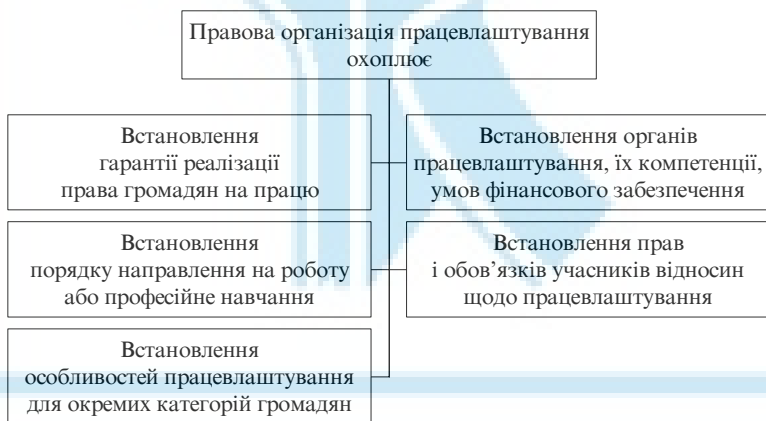 Правова організація працевлаштування
охоплює
Встановлення
гарантії реалізації
права громадян на працю
Встановлення органів
працевлаштування, їх компетенції,
умов фінансового забезпечення
Встановлення
порядку направлення на роботу
або професійне навчання
Встановлення прав
і обов’язків учасників відносин
щодо працевлаштування
Встановлення
особливостей працевлаштування
для окремих категорій громадян